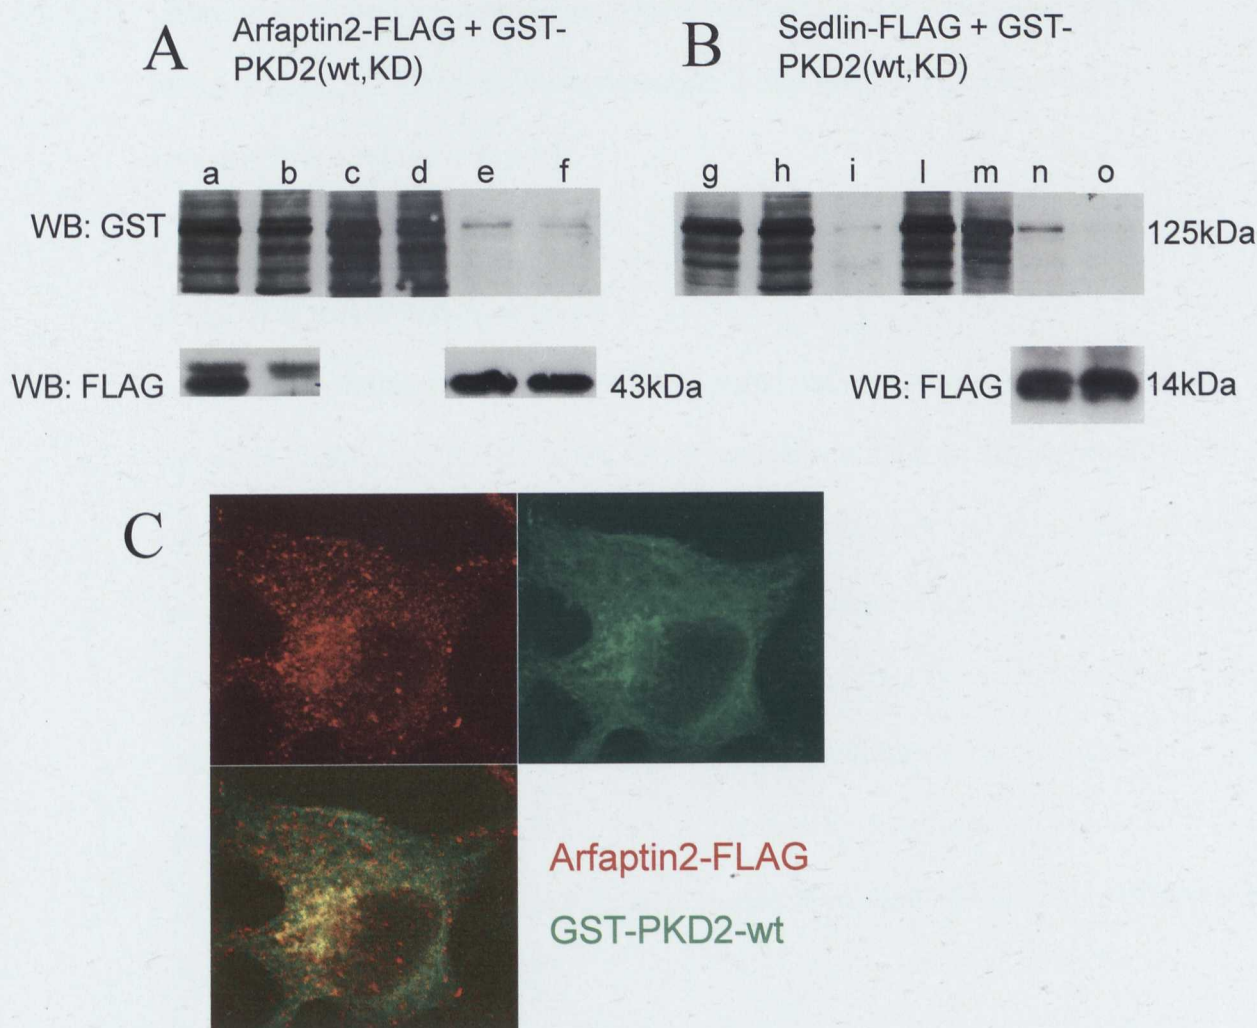 A
Arfaptin2-FLAG + GST-
PKD2(wt,KD)
B
Sedlin-FLAG + GST-
PKD2(wt,KD)
a b c d e f
WB: GST
g h i l m n o
125kDa
WB: FLAG
43kDa
WB: FLAG
14kDa
C
Arfaptin2-FLAG
GST-PKD2-wt